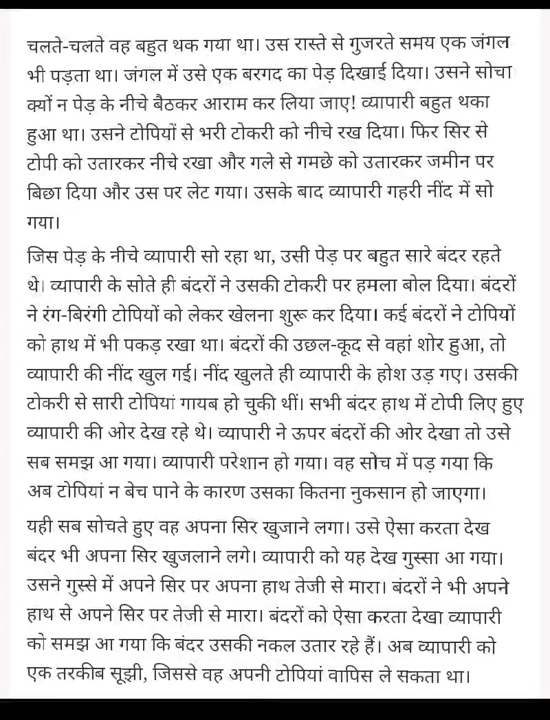 चलते-चलते वह बहुत थक गया था। उस रास्ते से गुजरते समय एक जंगल
भी पड़ता था। जंगल में उसे एक बरगद का पेड़ दिखाई दिया। उसने सोचा
क्यों न पेड़ के नीचे बैठकर आराम कर लिया जाए! व्यापारी बहुत थका
हुआ था। उसने टोपियों से भरी टोकरी को नीचे रख दिया। फिर सिर से
टोपी को उतारकर नीचे रखा और गले से गमछे को उतारकर जमीन पर
बिछा दिया और उस पर लेट गया। उसके बाद व्यापारी गहरी नींद में सो
गया।
जिस पेड़ के नीचे व्यापारी सो रहा था, उसी पेड़ पर बहुत सारे बंदर रहते
थे। व्यापारी के सोते ही बंदरों ने उसकी टोकरी पर हमला बोल दिया। बंदरों
ने रंग-बिरंगी टोपियों को लेकर खेलना शुरू कर दिया। कई बंदरों ने टोपियों
को हाथ में भी पकड़ रखा था। बंदरों की उछल-कूद से वहां शोर हुआ, तो
व्यापारी की नींद खुल गई। नींद खुलते ही व्यापारी के होश उड़ गए। उसकी
टोकरी से सारी टोपियां गायब हो चुकी थीं। सभी बंदर हाथ में टोपी लिए हुए
व्यापारी की ओर देख रहे थे। व्यापारी ने ऊपर बंदरों की ओर देखा तो उसे
सब समझ आ गया। व्यापारी परेशान हो गया। वह सोच में पड़ गया कि
अब टोपियां न बेच पाने के कारण उसका कितना नुकसान हो जाएगा।
यही सब सोचते हुए वह अपना सिर खुजाने लगा। उसे ऐसा करता देख
बंदर भी अपना सिर खुजलाने लगे। व्यापारी को यह देख गुस्सा आ गया।
उसने गुस्से में अपने सिर पर अपना हाथ तेजी से मारा। बंदरों ने भी अपने
हाथ से अपने सिर पर तेजी से मारा। बंदरों को ऐसा करता देखा व्यापारी
को समझ आ गया कि बंदर उसकी नकल उतार रहे हैं। अब व्यापारी को
एक तरकीब सूझी, जिससे वह अपनी टोपियां वापिस ले सकता था।